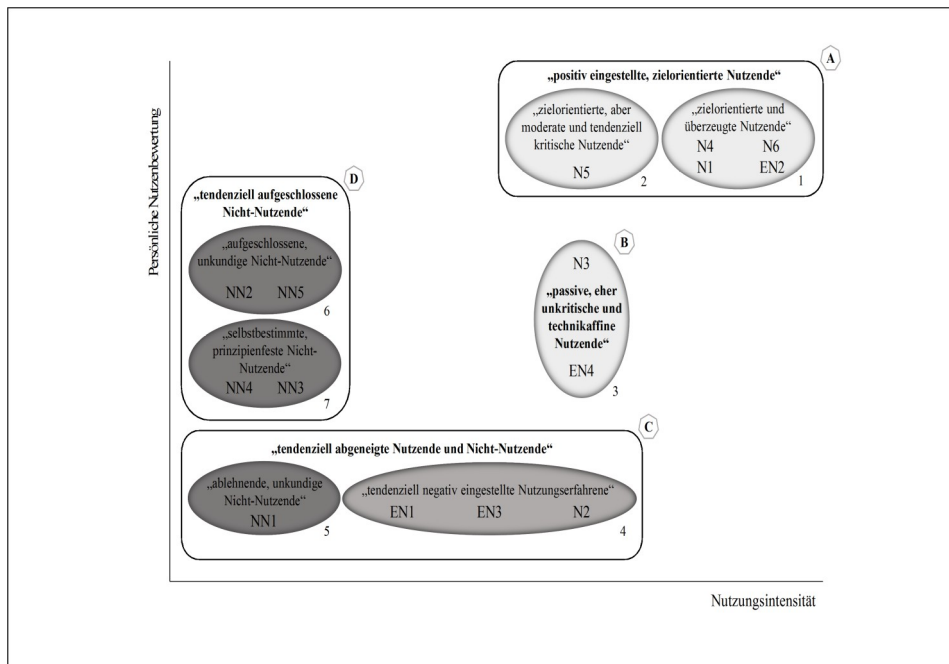 Persönliche Nutzenbewertung
A
„positiv eingestellte, zielorientierte Nutzende“
„zielorientierte, aber
moderate und tendenziell
kritische Nutzende“
N5
2
„zielorientierte und
überzeugte Nutzende“
N4 N6
N1 EN2
1
D
„tendenziell aufgeschlossene
Nicht-Nutzende“
„aufgeschlossene,
unkundige Nicht-Nutzende“
NN2 NN5
6
„selbstbestimmte,
prinzipienfeste Nicht-
Nutzende“
NN4 NN3
7
B
N3
„passive, eher
unkritische und
technikaffine
Nutzende“
EN4
3
C
„tendenziell abgeneigte Nutzende und Nicht-Nutzende“
„ablehnende, unkundige
Nicht-Nutzende“
NN1
5
„tendenziell negativ eingestellte Nutzungserfahrene“
EN1 EN3 N2
4
Nutzungsintensität